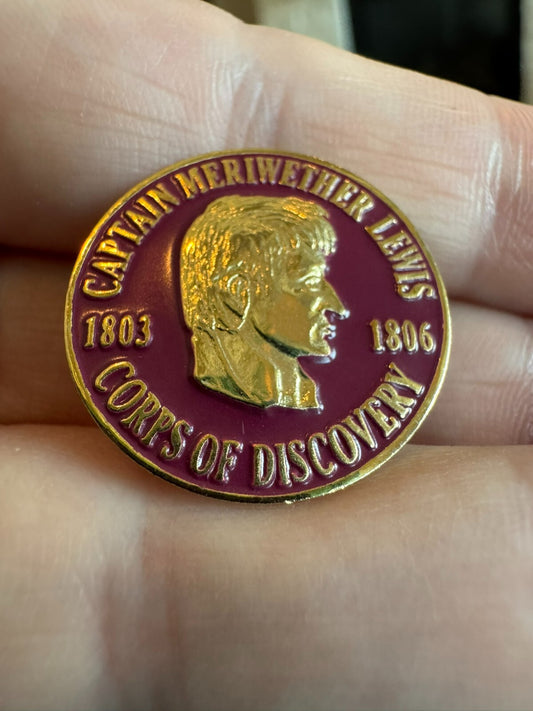 CAPTAIN MERIWETHER LEWIS
1803
1806
CORPS OF DISCOVERY